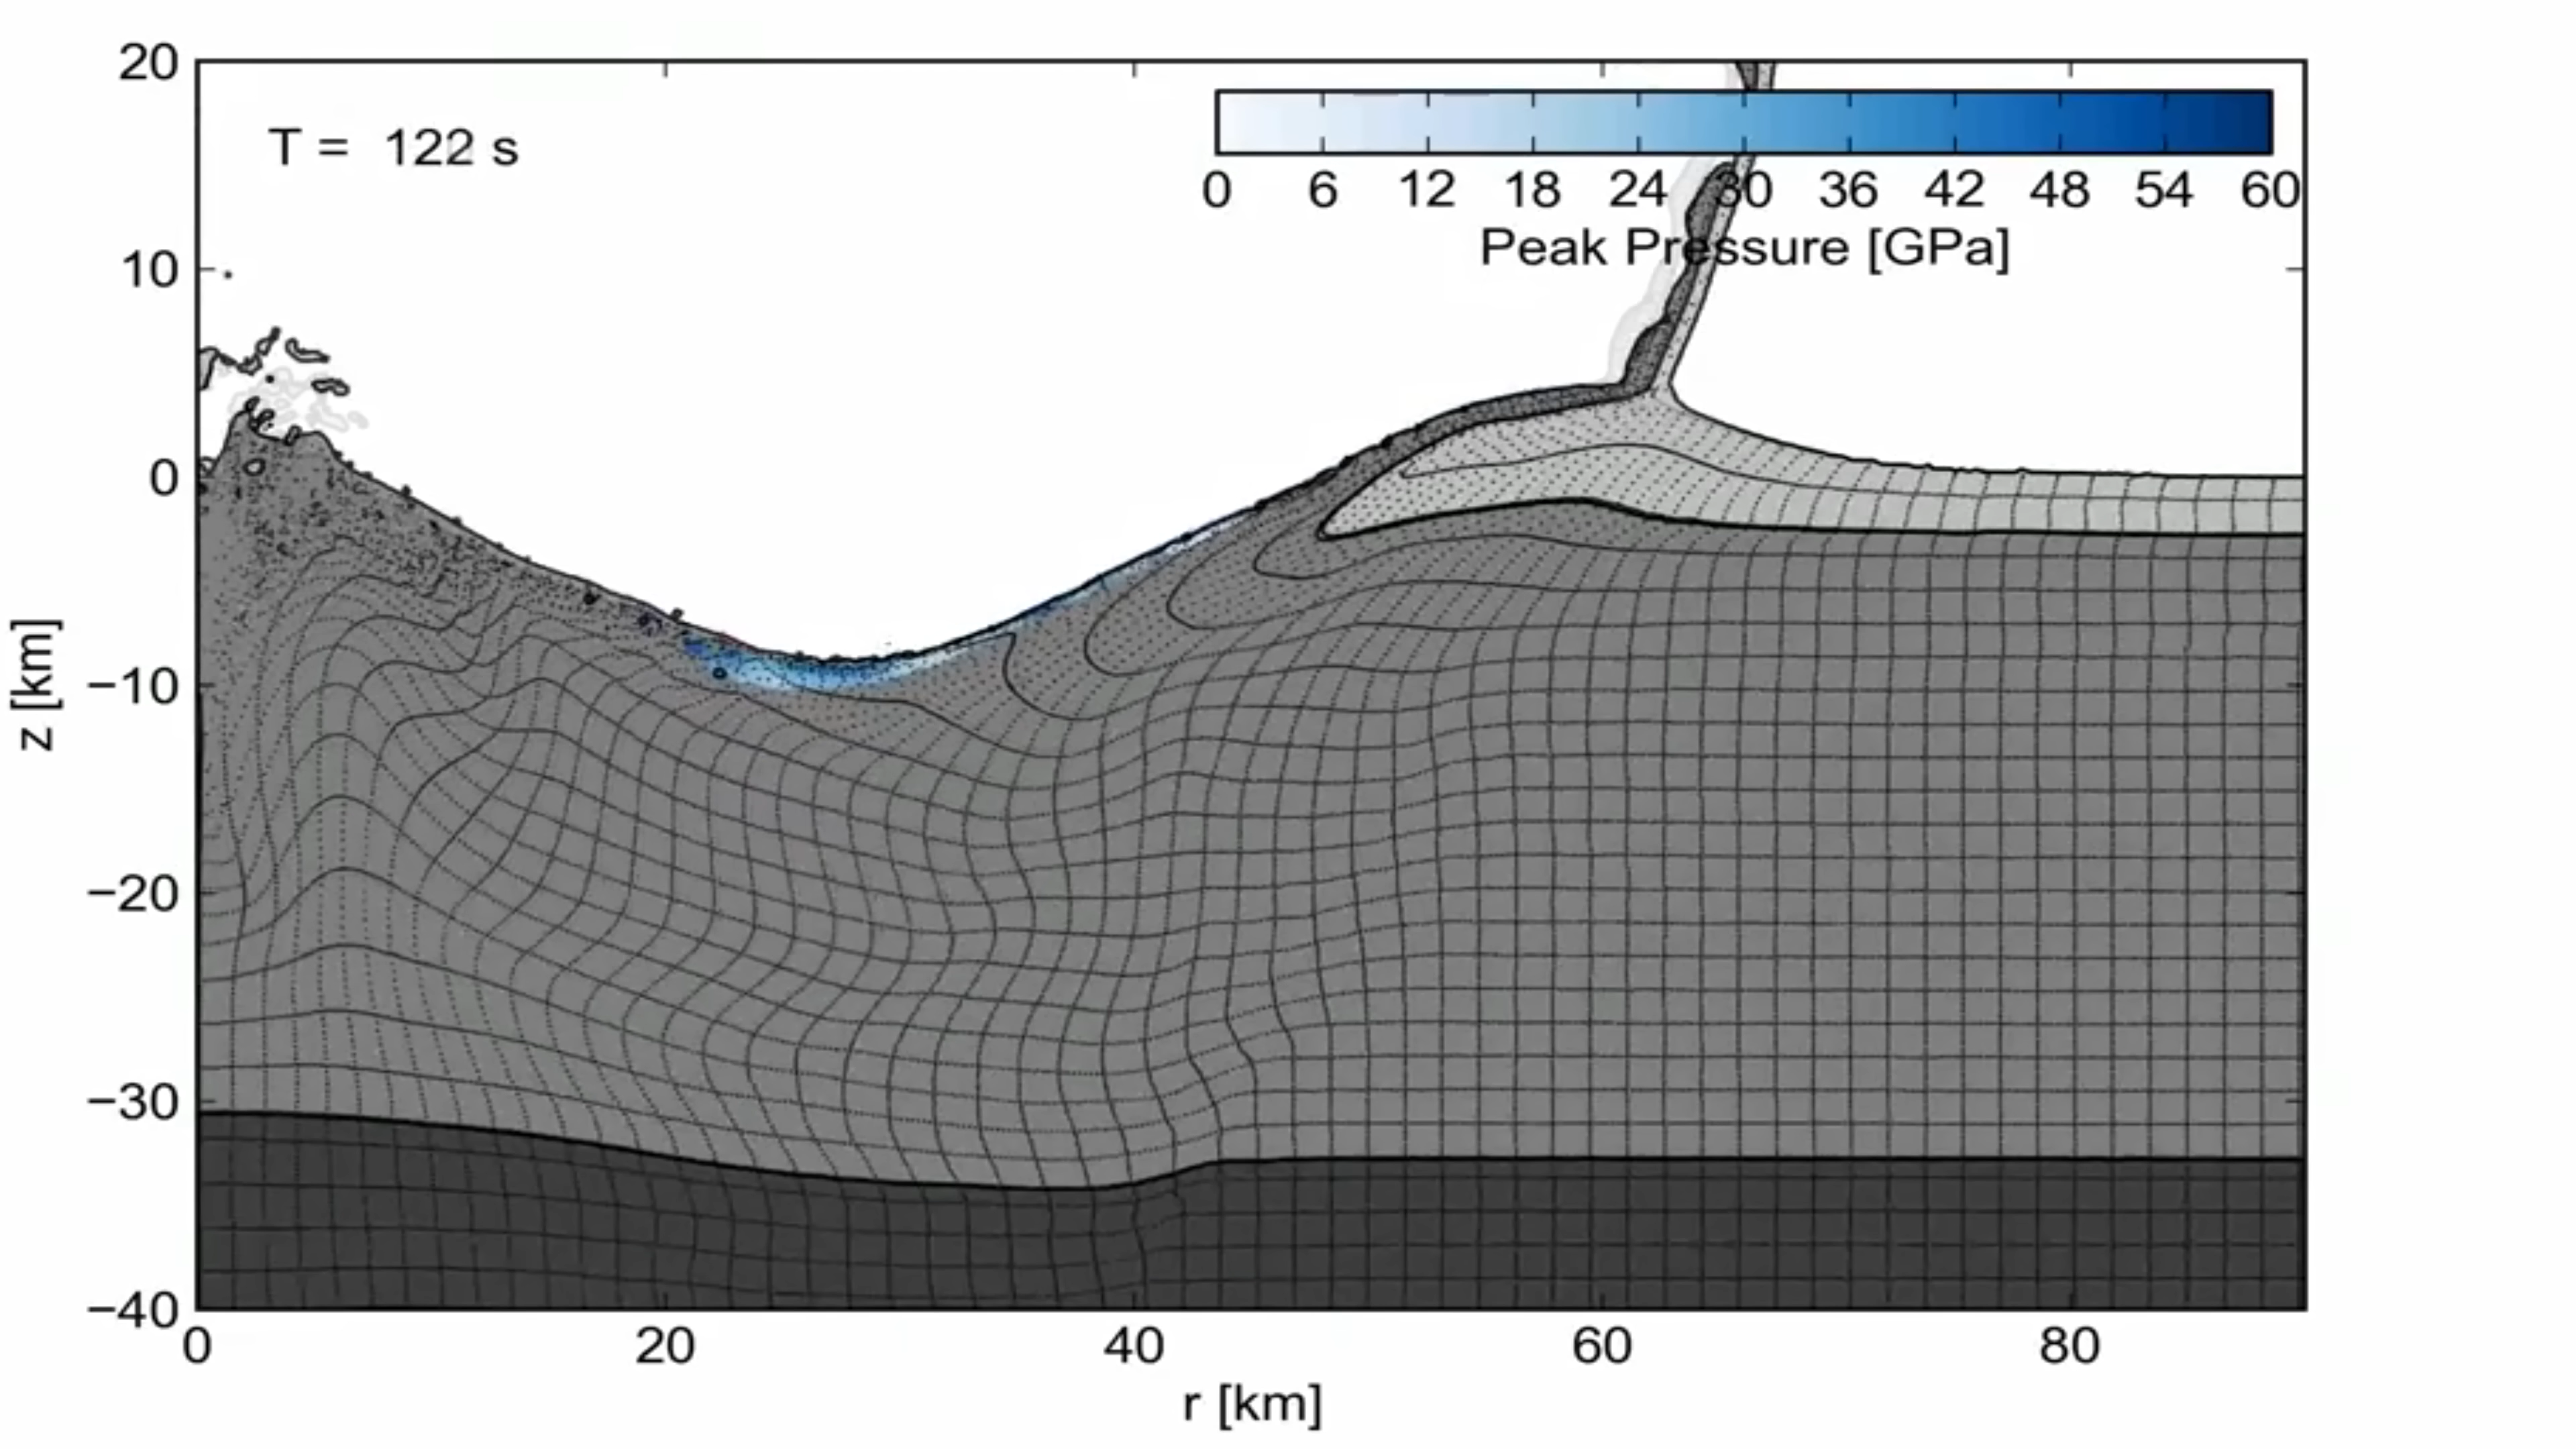 20
T = 122 s
0 6 12 18 24 30 36 42 48 54 60
Peak Pressure [GPa]
10
0
z [km]
−10
−20
−30
−40
0 20 40 60 80
r [km]